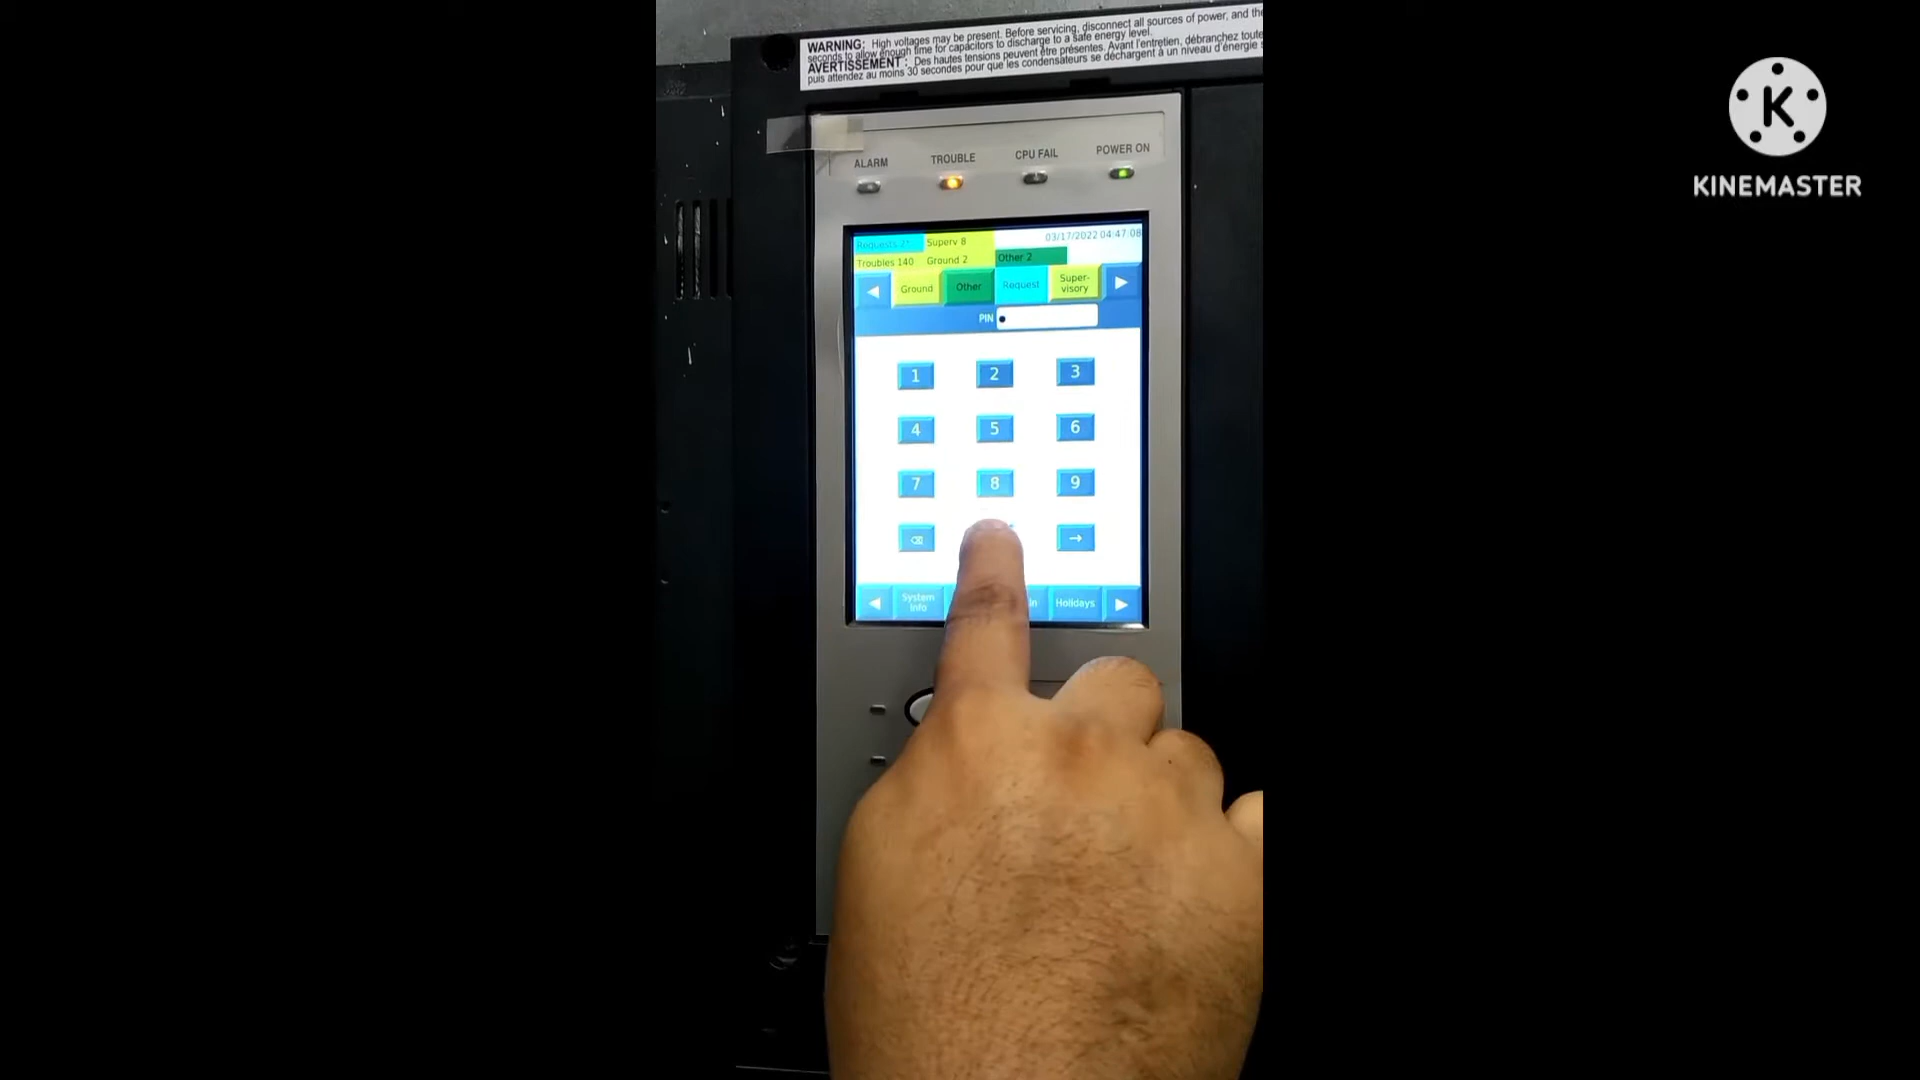 WARNING: High voltages may be present. Before servicing, disconnect all sources of power, and the
seconds to allow enough time for capacitors to discharge to a safe energy level.
AVERTISSEMENT : Des hautes tensions peuvent être présentes. Avant l'entretien, débranchez toute
puis attendez au moins 30 secondes pour que les condensateurs se déchargent à un niveau d'énergie
KINEMASTER
ALARM TROUBLE CPU FAIL POWER ON
Requests Superv 8 03/17/2022 04:47:08
Troubles 140 Ground 2 Other 2
Ground Other Request Super-
visory
PIN
1 2 3
4 5 6
7 8 9
System Holidays
Info